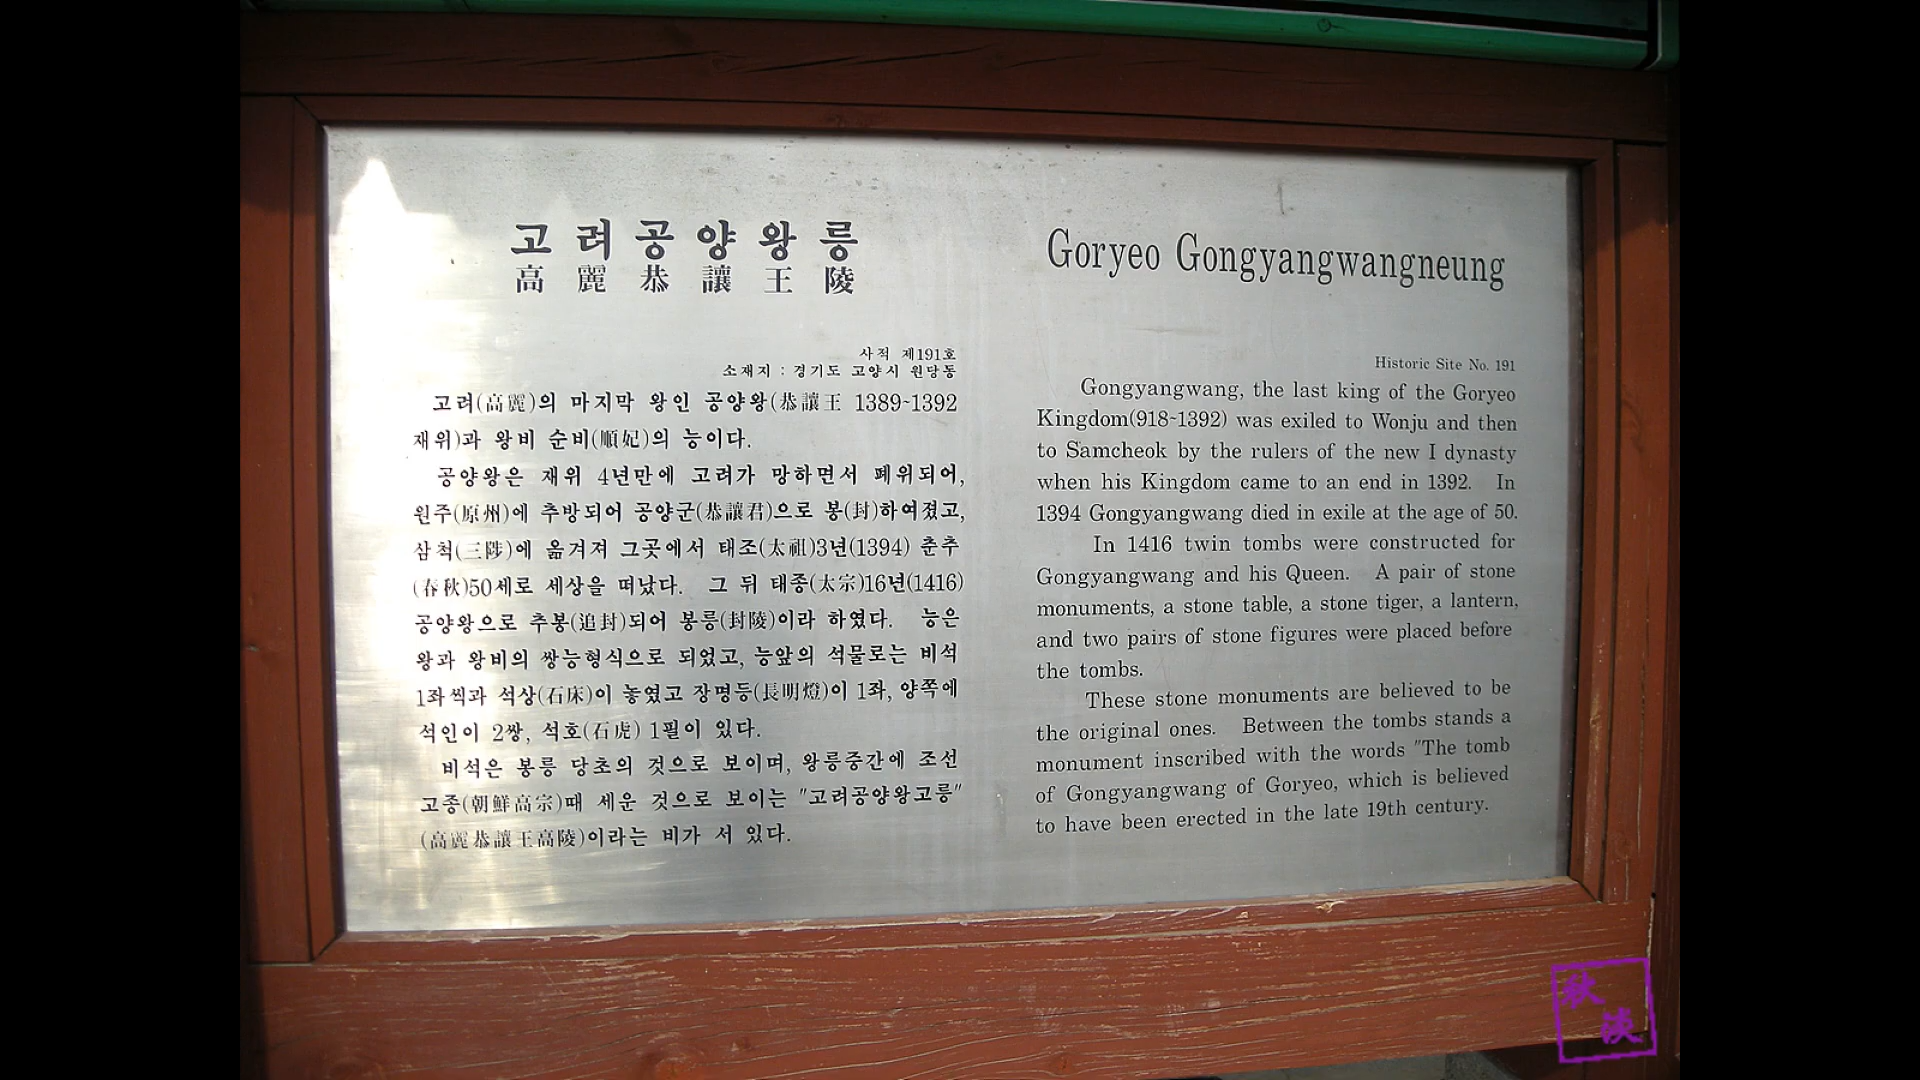 고려공양왕릉
高麗恭讓王陵
사적 제191호
소재지 : 경기도 고양시 원당동
고려(高麗)의 마지막 왕인 공양왕(恭讓王 1389~1392
재위)과 왕비 순비(順妃)의 능이다.
공양왕은 재위 4년만에 고려가 망하면서 폐위되어,
원주(原州)에 추방되어 공양군(恭讓君)으로 봉(封)하여졌고,
삼척(三陟)에 옮겨져 그곳에서 태조(太祖)3년(1394) 춘추
(春秋)50세로 세상을 떠났다. 그 뒤 태종(太宗)16년(1416)
공양왕으로 추봉(追封)되어 봉릉(封陵)이라 하였다. 능은
왕과 왕비의 쌍능형식으로 되었고, 능앞의 석물로는 비석
1좌씩과 석상(石床)이 놓였고 장명등(長明燈)이 1좌, 양쪽에
석인이 2쌍, 석호(石虎) 1필이 있다.
비석은 봉릉 당초의 것으로 보이며, 왕릉중간에 조선
고종(朝鮮高宗)때 세운 것으로 보이는 "고려공양왕고릉"
(高麗恭讓王高陵)이라는 비가 서 있다.
Goryeo Gongyangwangneung
Historic Site No. 191
Gongyangwang, the last king of the Goryeo
Kingdom(918~1392) was exiled to Wonju and then
to Samcheok by the rulers of the new I dynasty
when his Kingdom came to an end in 1392. In
1394 Gongyangwang died in exile at the age of 50.
In 1416 twin tombs were constructed for
Gongyangwang and his Queen. A pair of stone
monuments, a stone table, a stone tiger, a lantern,
and two pairs of stone figures were placed before
the tombs.
These stone monuments are believed to be
the original ones. Between the tombs stands a
monument inscribed with the words "The tomb
of Gongyangwang of Goryeo, which is believed
to have been erected in the late 19th century.